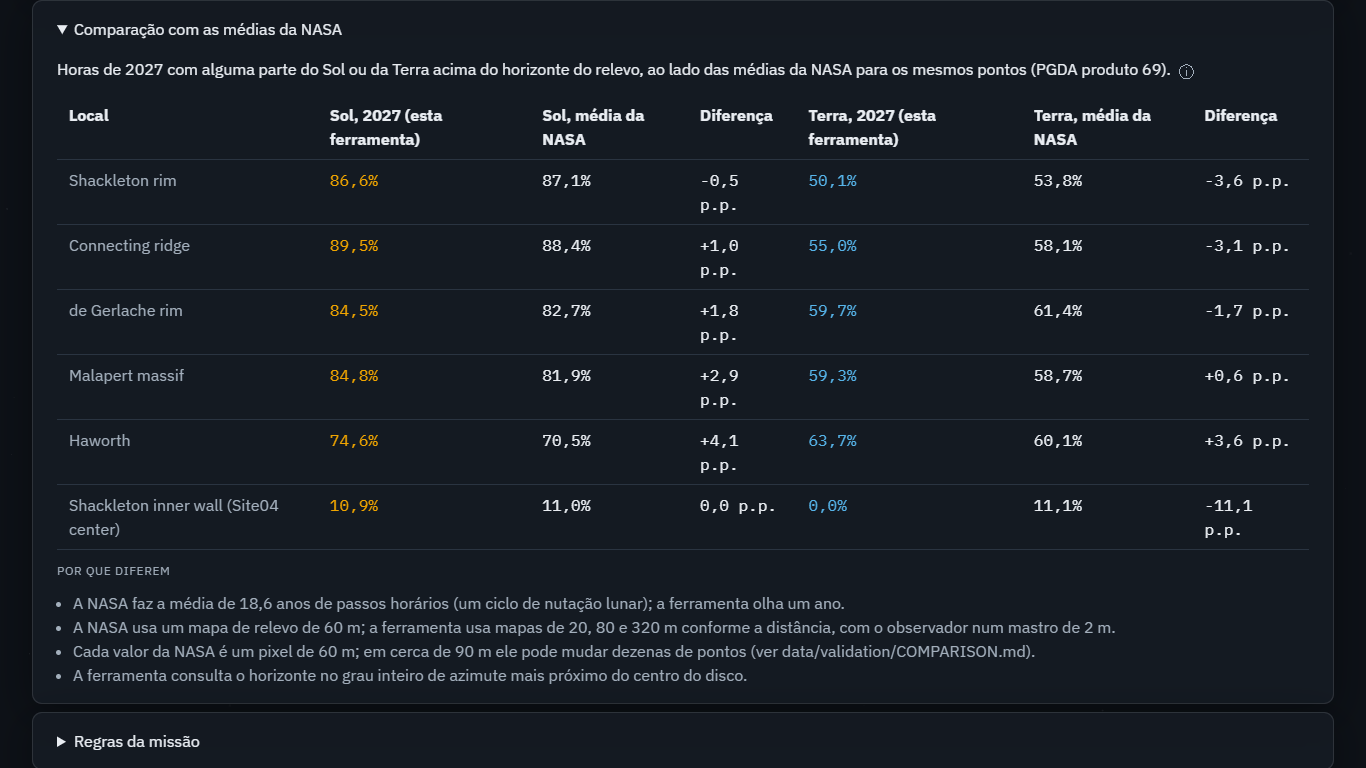 ▼ Comparação com as médias da NASA
Horas de 2027 com alguma parte do Sol ou da Terra acima do horizonte do relevo, ao lado das médias da NASA para os mesmos pontos (PGDA produto 69). ⓘ
Local Sol, 2027 (esta ferramenta) Sol, média da NASA Diferença Terra, 2027 (esta ferramenta) Terra, média da NASA Diferença
Shackleton rim 86,6% 87,1% -0,5 p.p. 50,1% 53,8% -3,6 p.p.
Connecting ridge 89,5% 88,4% +1,0 p.p. 55,0% 58,1% -3,1 p.p.
de Gerlache rim 84,5% 82,7% +1,8 p.p. 59,7% 61,4% -1,7 p.p.
Malapert massif 84,8% 81,9% +2,9 p.p. 59,3% 58,7% +0,6 p.p.
Haworth 74,6% 70,5% +4,1 p.p. 63,7% 60,1% +3,6 p.p.
Shackleton inner wall (Site04 center) 10,9% 11,0% 0,0 p.p. 0,0% 11,1% -11,1 p.p.
POR QUE DIFEREM
• A NASA faz a média de 18,6 anos de passos horários (um ciclo de nutação lunar); a ferramenta olha um ano.
• A NASA usa um mapa de relevo de 60 m; a ferramenta usa mapas de 20, 80 e 320 m conforme a distância, com o observador num mastro de 2 m.
• Cada valor da NASA é um pixel de 60 m; em cerca de 90 m ele pode mudar dezenas de pontos (ver data/validation/COMPARISON.md).
• A ferramenta consulta o horizonte no grau inteiro de azimute mais próximo do centro do disco.
▶ Regras da missão